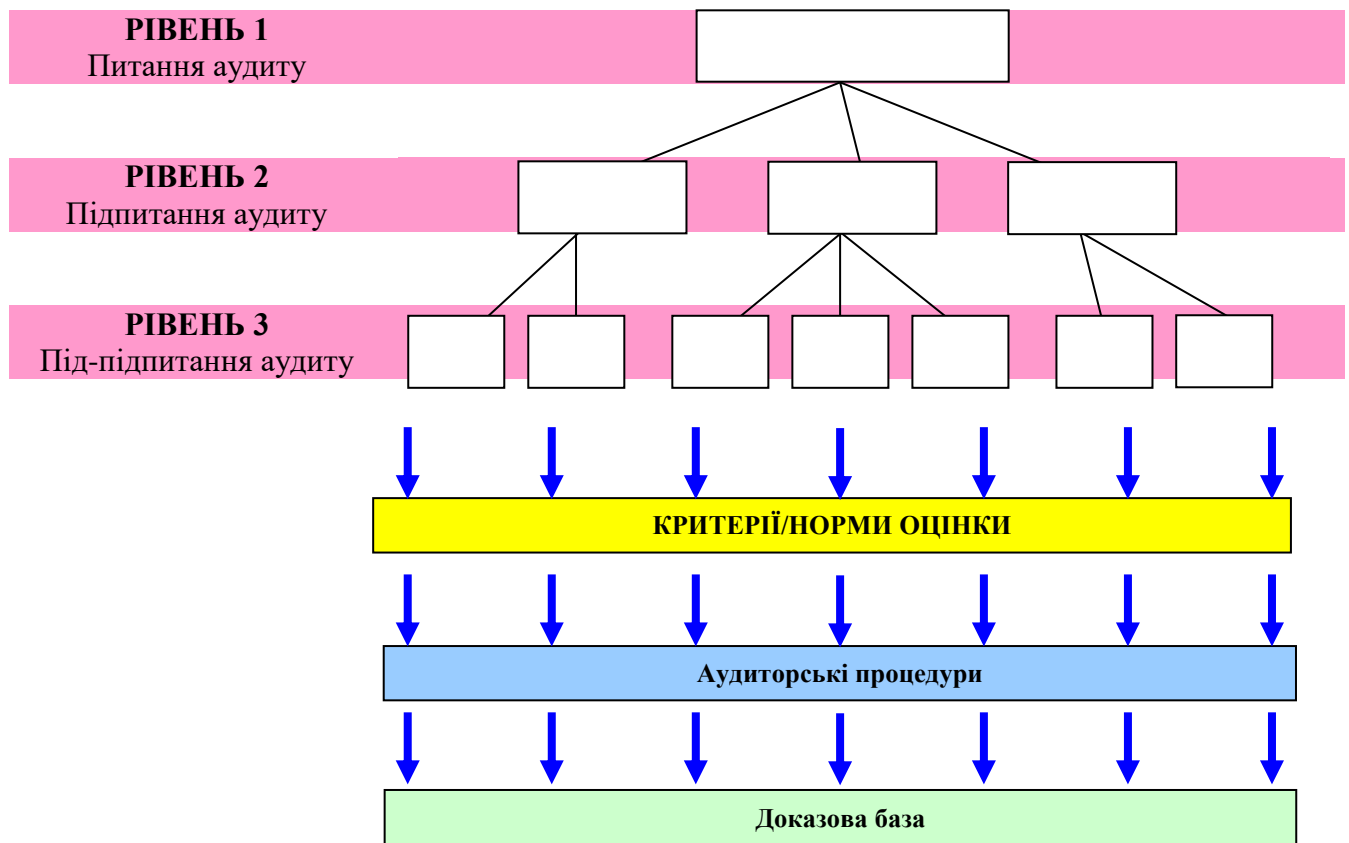 РІВЕНЬ 1
Питання аудиту
РІВЕНЬ 2
Підпитання аудиту
РІВЕНЬ 3
Під-підпитання аудиту
КРИТЕРІЇ/НОРМИ ОЦІНКИ
Аудиторські процедури
Доказова база